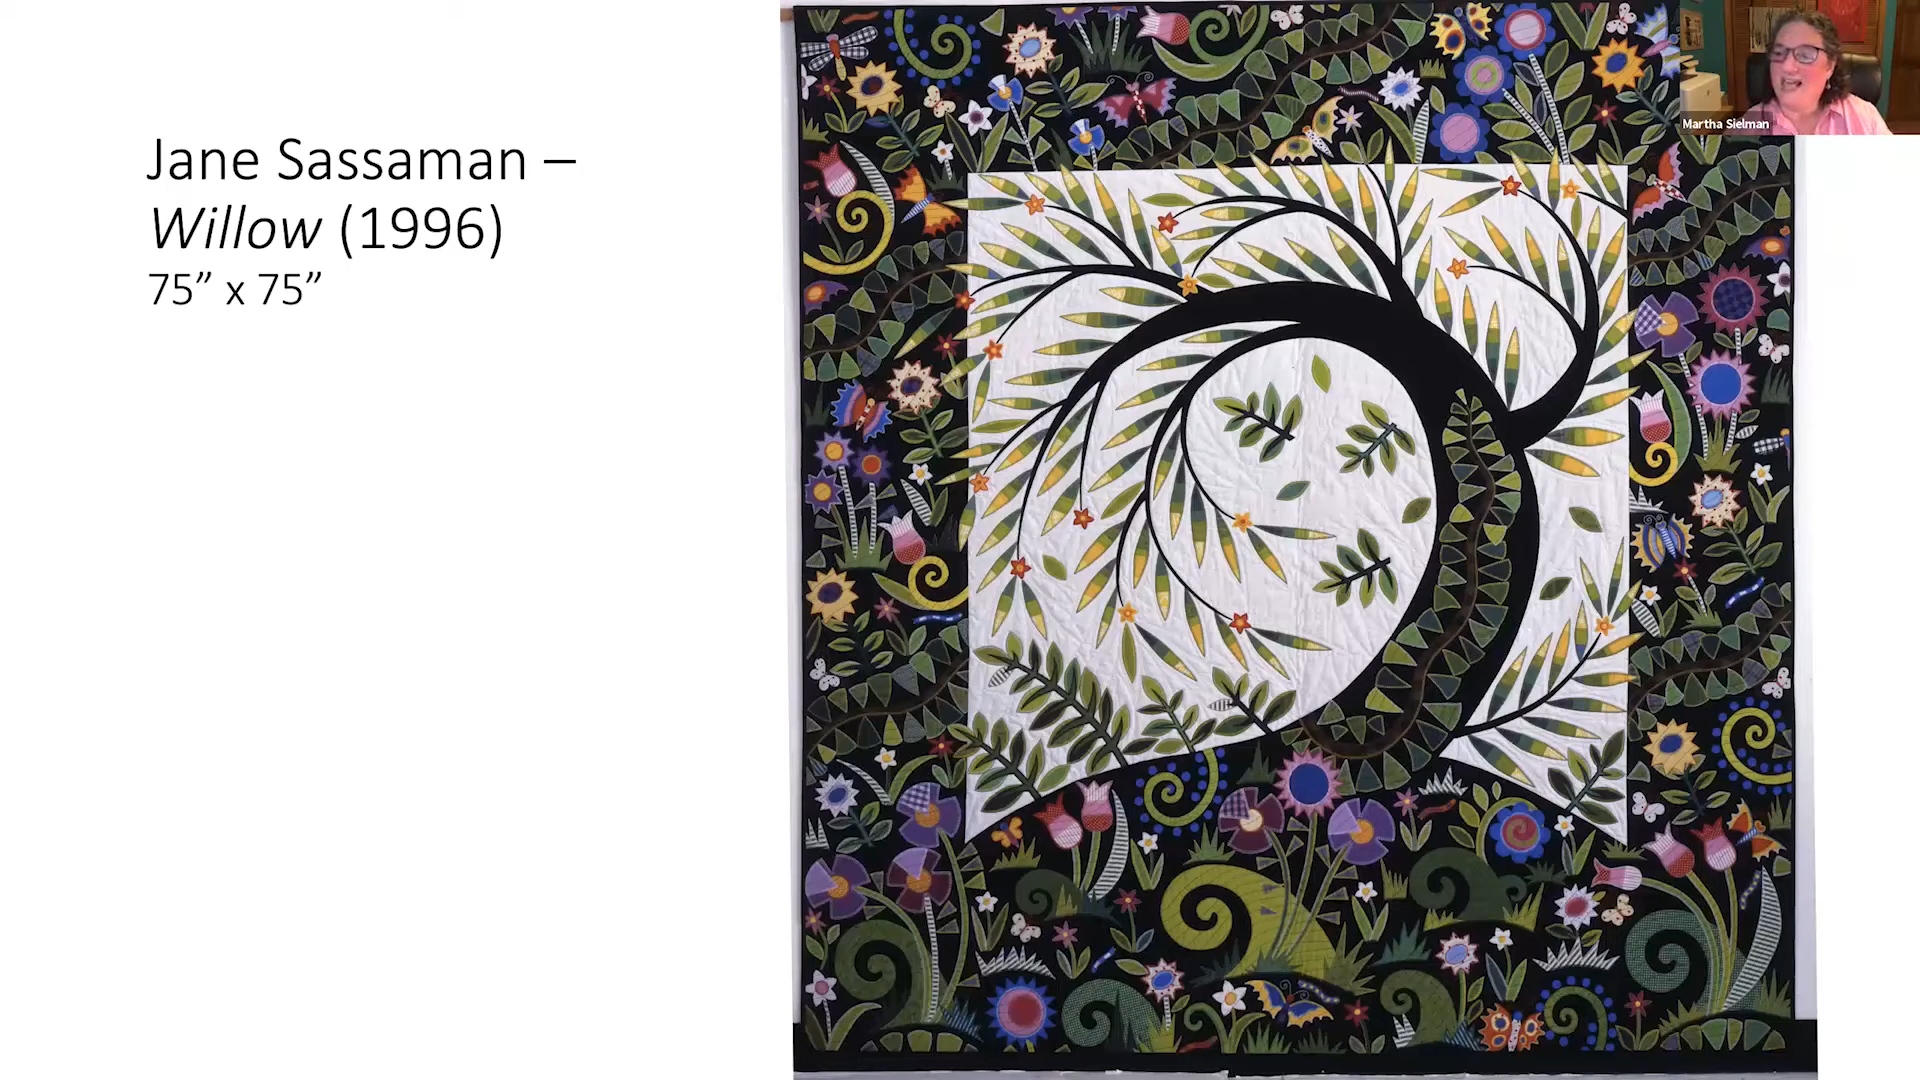 Jane Sassaman –
Willow (1996)
75” x 75”
Martha Sielman